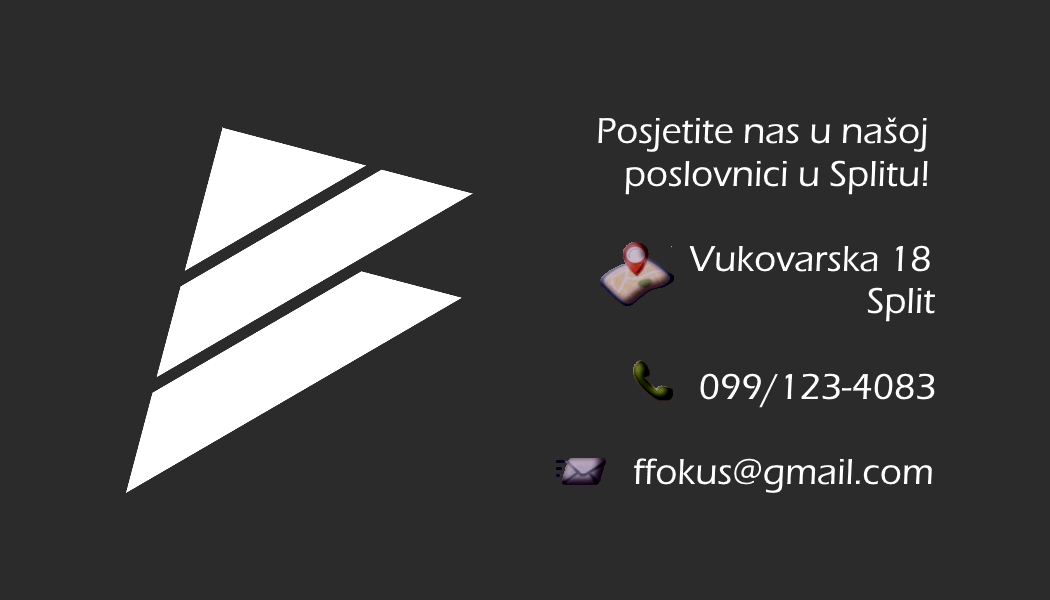 Posjetite nas u našoj
poslovnici u Splitu!
Vukovarska 18
Split
099/123-4083
ffokus@gmail.com